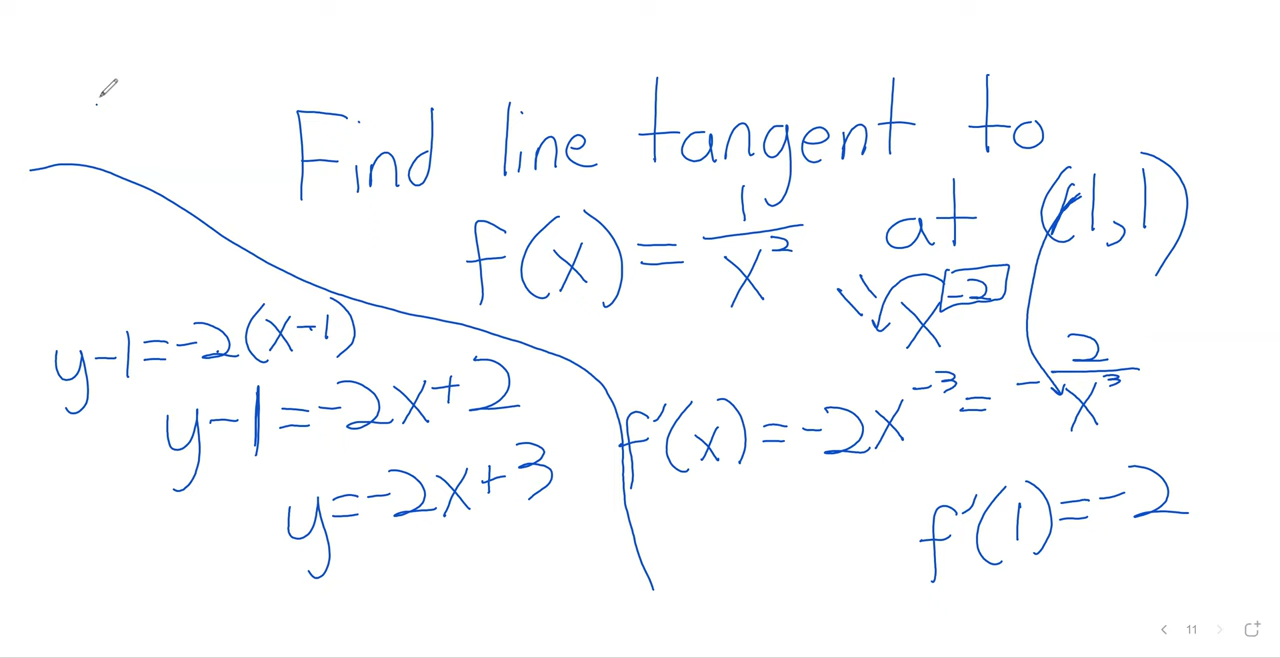 Find line tangent to
f(x) = 1/x² at (1,1)
x⁻²
f'(x) = -2x⁻³ = -2/x³
f'(1) = -2
y-1=-2(x-1)
y-1=-2x+2
y=-2x+3
11